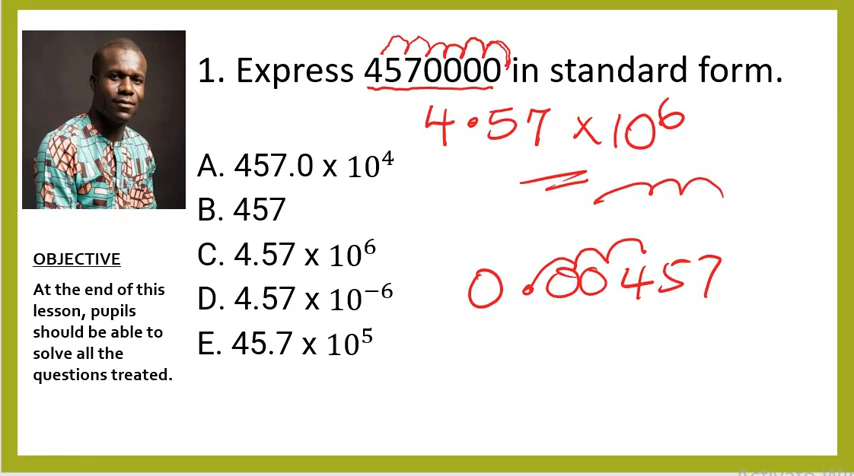 1. Express 4570000 in standard form.
4.57 x 10⁶
A. 457.0 x 10⁴
B. 457
C. 4.57 x 10⁶
D. 4.57 x 10⁻⁶
E. 45.7 x 10⁵
0.00457
OBJECTIVE
At the end of this
lesson, pupils
should be able to
solve all the
questions treated.